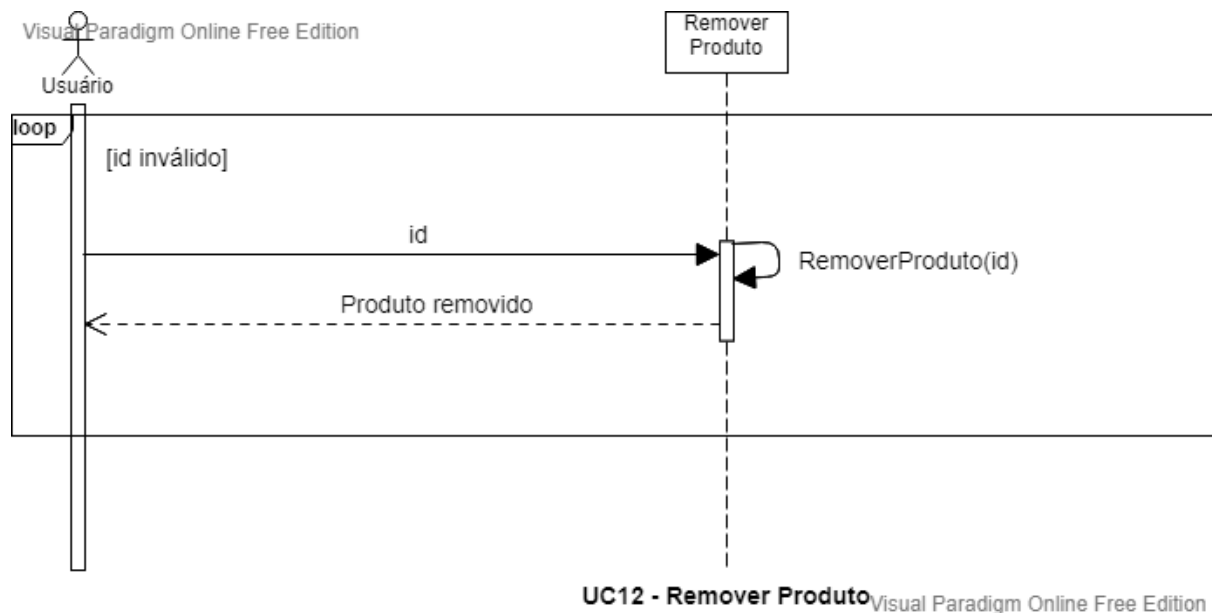 Visual Paradigm Online Free Edition
Remover
Produto
Usuário
loop
[id inválido]
id
RemoverProduto(id)
Produto removido
UC12 - Remover Produto
Visual Paradigm Online Free Edition